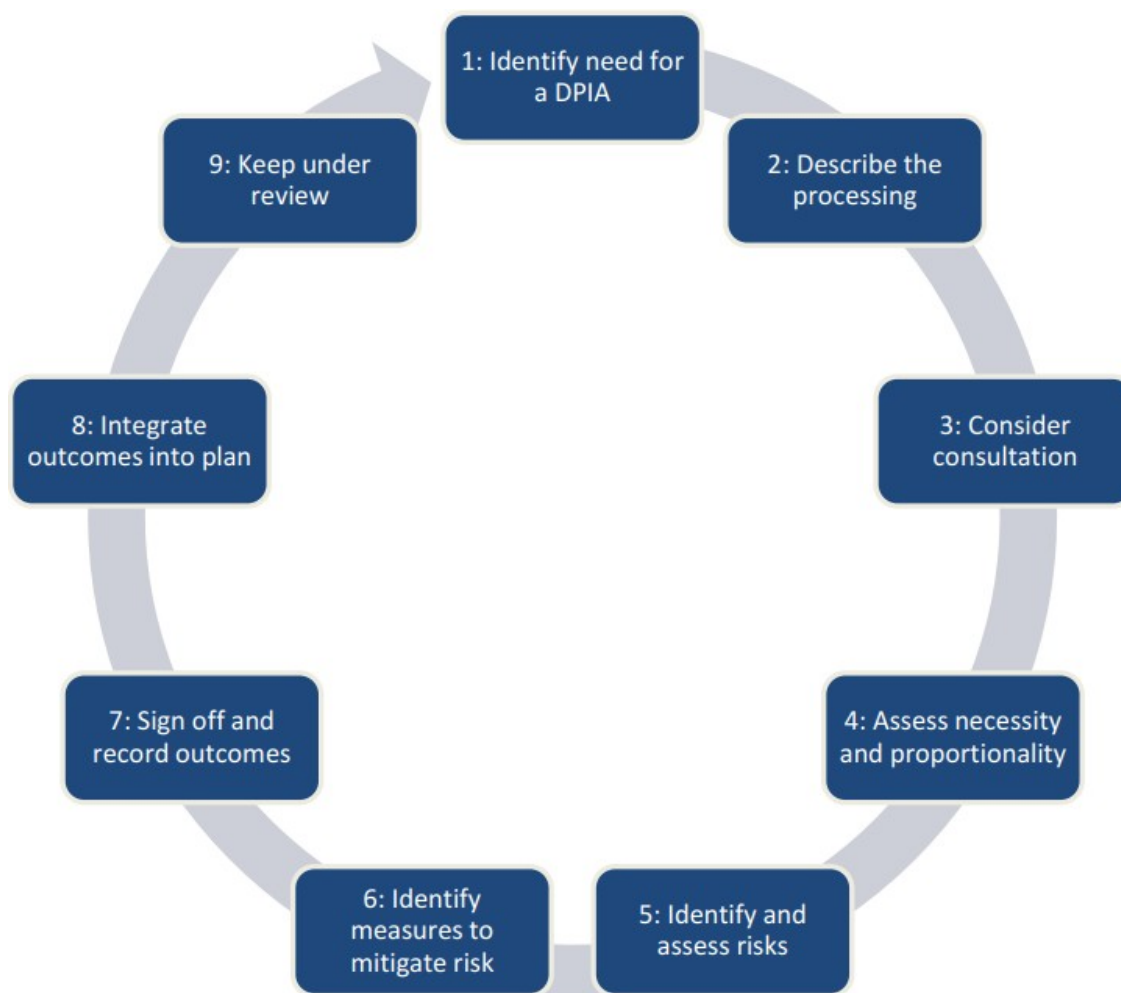 1: Identify need for
a DPIA
2: Describe the
processing
3: Consider
consultation
4: Assess necessity
and proportionality
5: Identify and
assess risks
6: Identify
measures to
mitigate risk
7: Sign off and
record outcomes
8: Integrate
outcomes into plan
9: Keep under
review